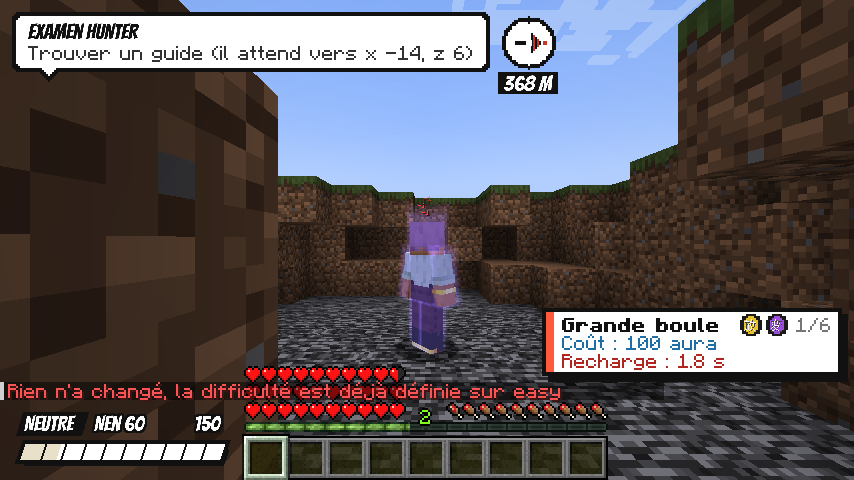 EXAMEN HUNTER
Trouver un guide (il attend vers x -14, z 6)
368 M
Grande boule 1/6
Coût : 100 aura
Recharge : 1.8 s
Rien n'a changé, la difficulté est déjà définie sur easy
NEUTRE NEN 60 150
2